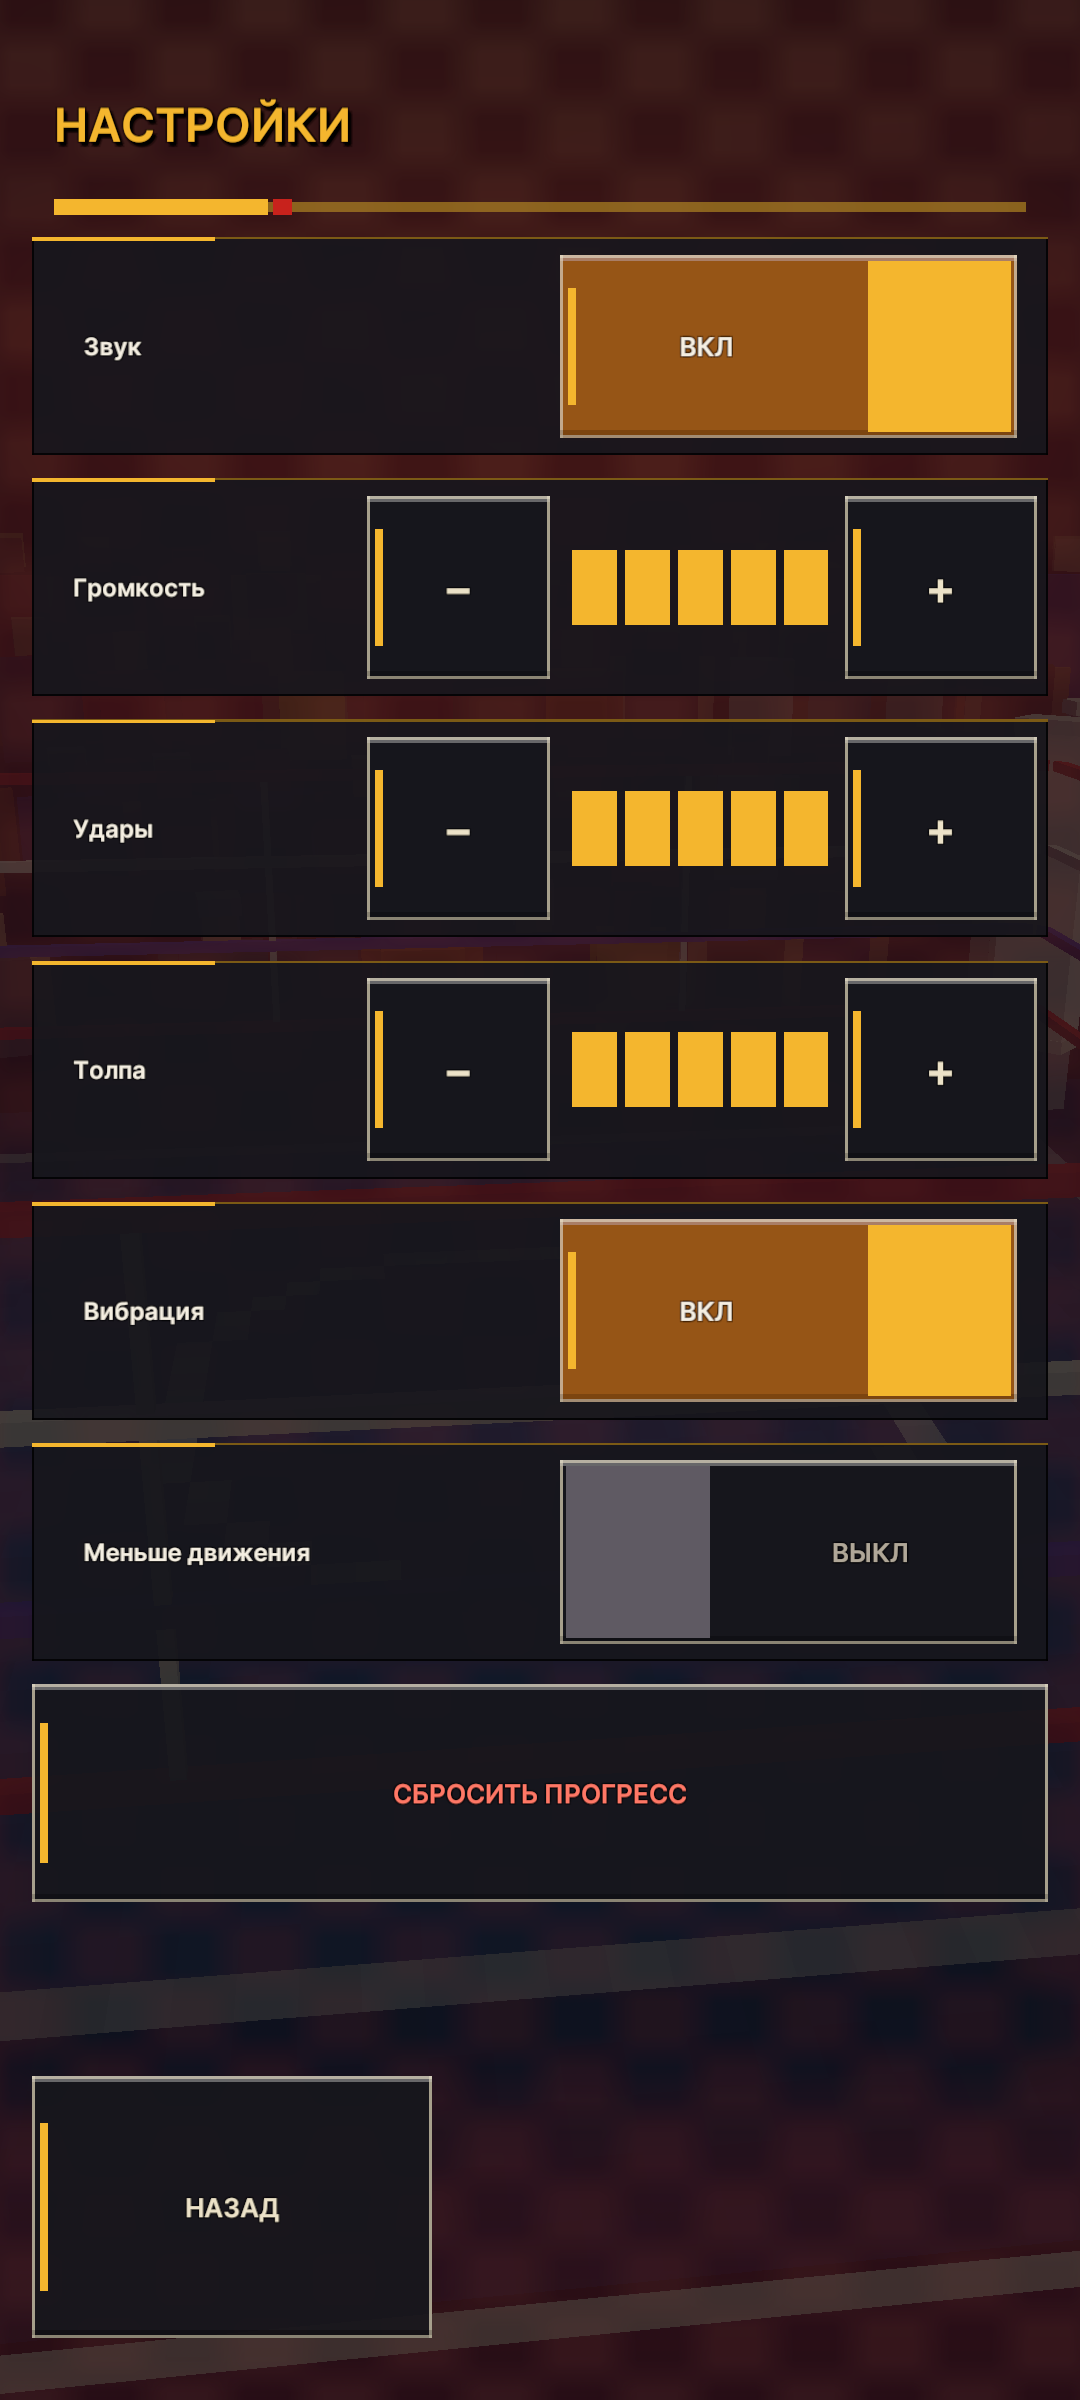 НАСТРОЙКИ
Звук
ВКЛ
Громкость
−
+
Удары
−
+
Толпа
−
+
Вибрация
ВКЛ
Меньше движения
ВЫКЛ
СБРОСИТЬ ПРОГРЕСС
НАЗАД